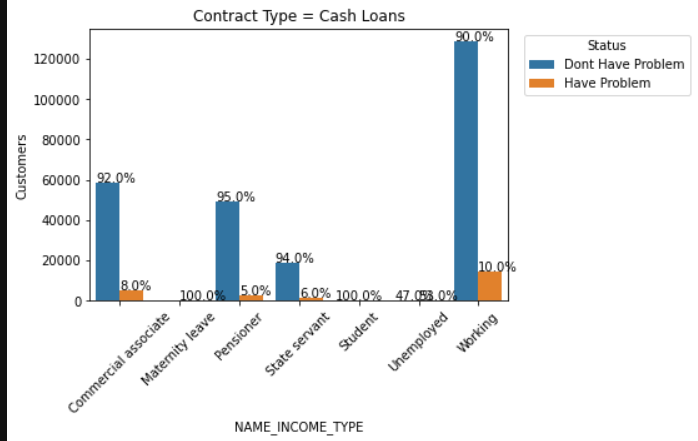 Contract Type = Cash Loans
Status
Dont Have Problem
Have Problem
Customers
120000
100000
80000
60000
40000
20000
0
92.0%
8.0%
100.0%
95.0%
5.0%
94.0%
6.0%
100.0%
47.0%
53.0%
90.0%
10.0%
Commercial associate
Maternity leave
Pensioner
State servant
Student
Unemployed
Working
NAME_INCOME_TYPE